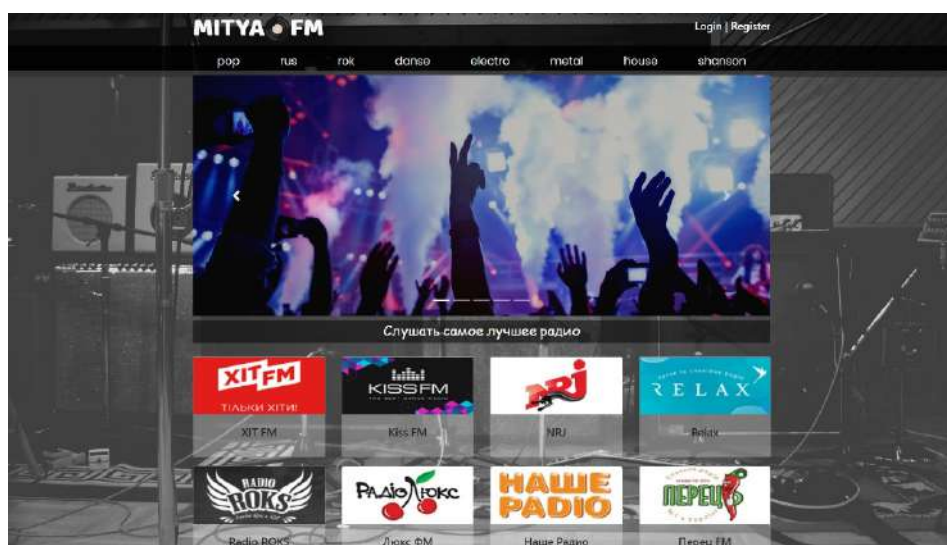 MITYA FM
Login | Register
pop rus rok danse electro metal house shanson
Слушать самое лучшее радио
ХІТ FM
ТІЛЬКИ ХІТИ!
KISS FM
NRJ
RELAX
XIT FM
Kiss FM
NRJ
Relax
RADIO
ROKS
РАДіО ЛЮКС
НАШЕ
РАДІО
ПЕРЕЦЬ
Radio ROKS
Люкс ФМ
Наше Радио
Перец FM